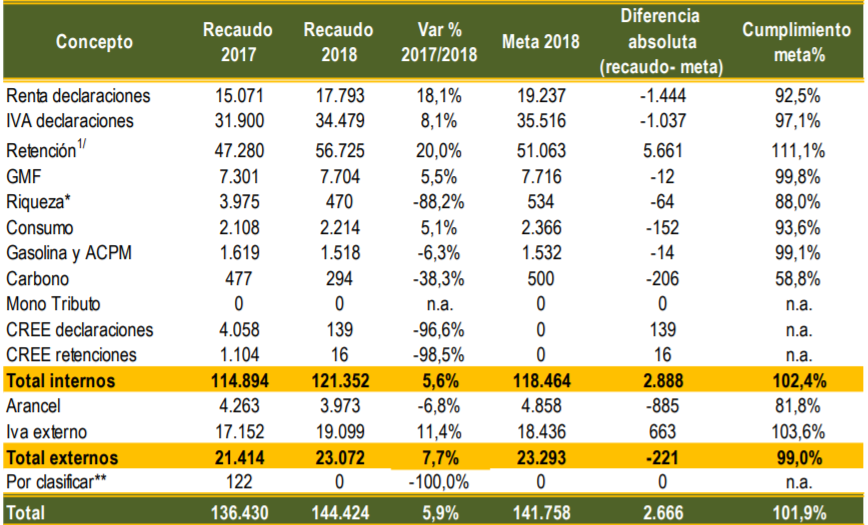 Concepto Recaudo 2017 Recaudo 2018 Var % 2017/2018 Meta 2018 Diferencia absoluta (recaudo- meta) Cumplimiento meta%
Renta declaraciones 15.071 17.793 18,1% 19.237 -1.444 92,5%
IVA declaraciones 31.900 34.479 8,1% 35.516 -1.037 97,1%
Retención1/ 47.280 56.725 20,0% 51.063 5.661 111,1%
GMF 7.301 7.704 5,5% 7.716 -12 99,8%
Riqueza* 3.975 470 -88,2% 534 -64 88,0%
Consumo 2.108 2.214 5,1% 2.366 -152 93,6%
Gasolina y ACPM 1.619 1.518 -6,3% 1.532 -14 99,1%
Carbono 477 294 -38,3% 500 -206 58,8%
Mono Tributo 0 0 n.a. 0 0 n.a.
CREE declaraciones 4.058 139 -96,6% 0 139 n.a.
CREE retenciones 1.104 16 -98,5% 0 16 n.a.
Total internos 114.894 121.352 5,6% 118.464 2.888 102,4%
Arancel 4.263 3.973 -6,8% 4.858 -885 81,8%
Iva externo 17.152 19.099 11,4% 18.436 663 103,6%
Total externos 21.414 23.072 7,7% 23.293 -221 99,0%
Por clasificar** 122 0 -100,0% 0 0 n.a.
Total 136.430 144.424 5,9% 141.758 2.666 101,9%